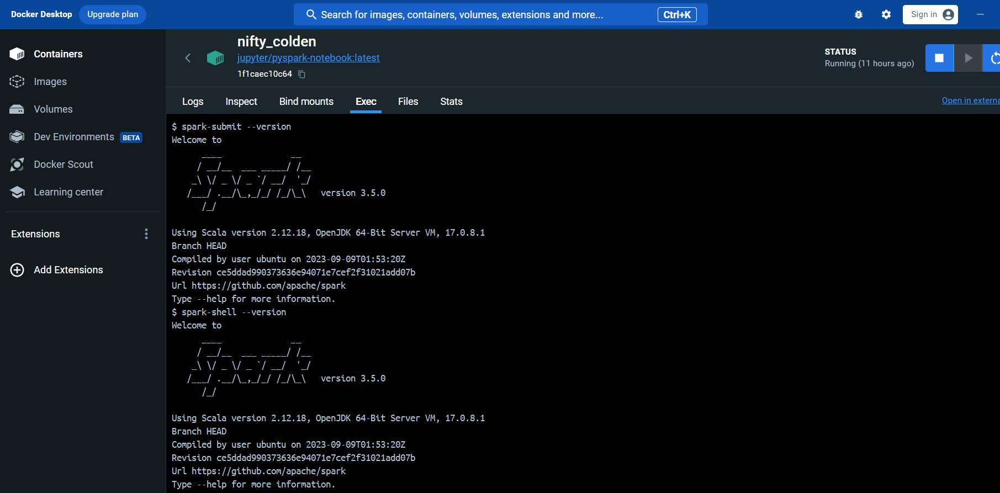 Docker Desktop Upgrade plan Search for images, containers, volumes, extensions and more... Ctrl+K Sign in
Containers
Images
Volumes
Dev Environments BETA
Docker Scout
Learning center
Extensions
Add Extensions
nifty_colden
jupyter/pyspark-notebook:latest
1f1caec10c64
STATUS
Running (11 hours ago)
Logs Inspect Bind mounts Exec Files Stats Open in externa
$ spark-submit --version
Welcome to
      ____              __
     / __/__  ___ _____/ /__
    _\ \/ _ \/ _ `/ __/  '_/
   /___/ .__/\_,_/_/ /_/\_\   version 3.5.0
      /_/
Using Scala version 2.12.18, OpenJDK 64-Bit Server VM, 17.0.8.1
Branch HEAD
Compiled by user ubuntu on 2023-09-09T01:53:20Z
Revision ce5ddad990373636e94071e7cef2f31021add07b
Url https://github.com/apache/spark
Type --help for more information.
$ spark-shell --version
Welcome to
      ____              __
     / __/__  ___ _____/ /__
    _\ \/ _ \/ _ `/ __/  '_/
   /___/ .__/\_,_/_/ /_/\_\   version 3.5.0
      /_/
Using Scala version 2.12.18, OpenJDK 64-Bit Server VM, 17.0.8.1
Branch HEAD
Compiled by user ubuntu on 2023-09-09T01:53:20Z
Revision ce5ddad990373636e94071e7cef2f31021add07b
Url https://github.com/apache/spark
Type --help for more information.